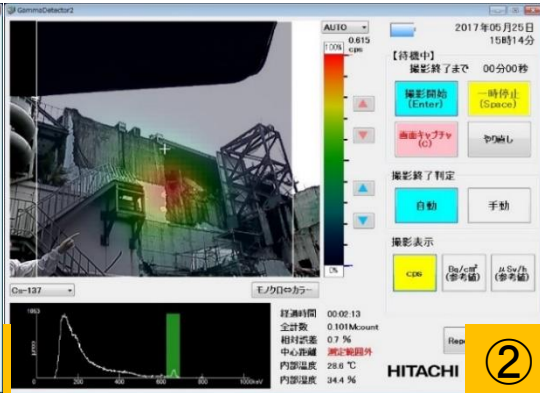 GammaDetector2
AUTO
0.615
100% cps
0%
Cs-137
モノクロ⇔カラー
2017年05月25日
15時14分
【待機中】
撮影終了まで 00分00秒
撮影開始
(Enter)
一時停止
(Space)
画面キャプチャ
(C)
やり直し
撮影終了判定
自動
手動
撮影表示
cps
Bq/cm²
(参考値)
μSv/h
(参考値)
1953
0
200
400
600
800
1000keV
経過時間 00:02:13
全計数 0.101Mcount
相対誤差 0.7 %
中心距離 測定範囲外
内部温度 28.6 ℃
内部湿度 34.4 %
HITACHI
②